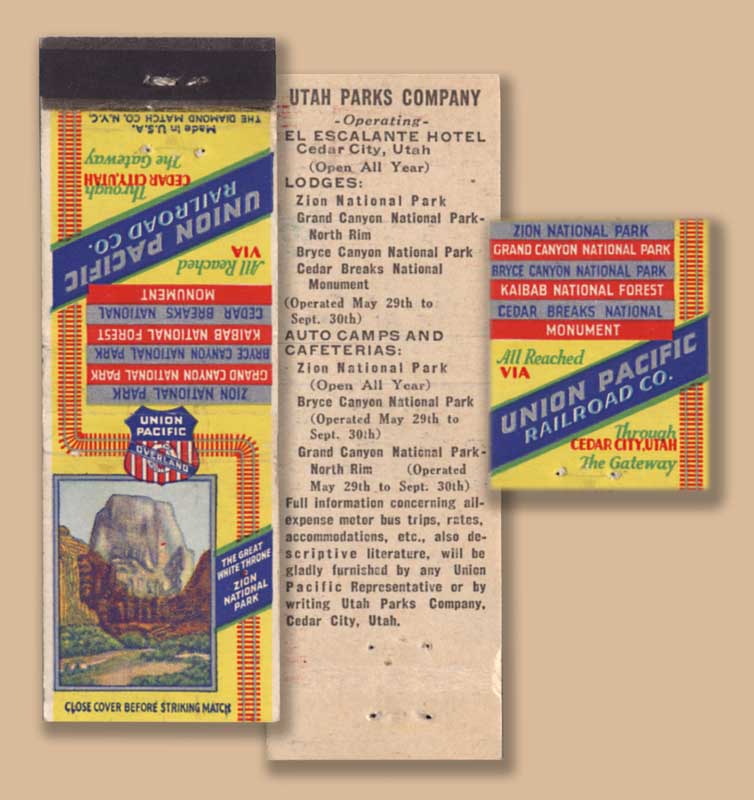 Made in U.S.A.
THE DIAMOND MATCH CO. N.Y.C.
The Gateway
CEDAR CITY, UTAH
Through
UNION PACIFIC
RAILROAD CO.
VIA
All Reached
MONUMENT
CEDAR BREAKS NATIONAL
KAIBAB NATIONAL FOREST
BRYCE CANYON NATIONAL PARK
GRAND CANYON NATIONAL PARK
ZION NATIONAL PARK
UNION
PACIFIC
OVERLAND
THE GREAT
WHITE THRONE
ZION
NATIONAL
PARK
CLOSE COVER BEFORE STRIKING MATCH
UTAH PARKS COMPANY
-Operating-
EL ESCALANTE HOTEL
Cedar City, Utah
(Open All Year)
LODGES:
Zion National Park
Grand Canyon National Park-
North Rim
Bryce Canyon National Park
Cedar Breaks National
Monument
(Operated May 29th to
Sept. 30th)
AUTO CAMPS AND
CAFETERIAS:
Zion National Park
(Open All Year)
Bryce Canyon National Park
(Operated May 29th to
Sept. 30th)
Grand Canyon National Park-
North Rim (Operated
May 29th to Sept. 30th)
Full information concerning all-
expense motor bus trips, rates,
accommodations, etc., also de-
scriptive literature, will be
gladly furnished by any Union
Pacific Representative or by
writing Utah Parks Company,
Cedar City, Utah.
ZION NATIONAL PARK
GRAND CANYON NATIONAL PARK
BRYCE CANYON NATIONAL PARK
KAIBAB NATIONAL FOREST
CEDAR BREAKS NATIONAL
MONUMENT
All Reached
VIA
UNION PACIFIC
RAILROAD CO.
Through
CEDAR CITY, UTAH
The Gateway